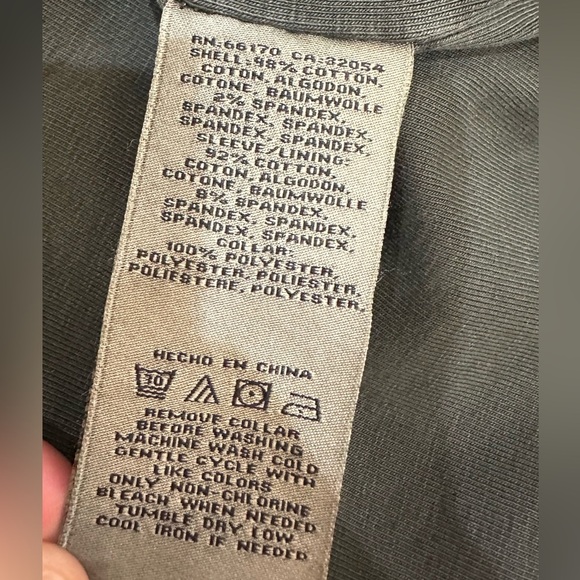 RN:66170 CA:32054
SHELL:98% COTTON,
COTON, ALGODON,
COTONE, BAUMWOLLE
2% SPANDEX,
SPANDEX, SPANDEX,
SPANDEX, SPANDEX,
SLEEVE/LINING:
92% COTTON,
COTON, ALGODON,
COTONE, BAUMWOLLE
8% SPANDEX,
SPANDEX, SPANDEX,
SPANDEX, SPANDEX,
COLLAR:
100% POLYESTER,
POLYESTER, POLIESTER,
POLIESTERE, POLYESTER,
HECHO EN CHINA
30
REMOVE COLLAR
BEFORE WASHING
MACHINE WASH COLD
GENTLE CYCLE WITH
LIKE COLORS
ONLY NON-CHLORINE
BLEACH WHEN NEEDED
TUMBLE DRY LOW
COOL IRON IF NEEDED